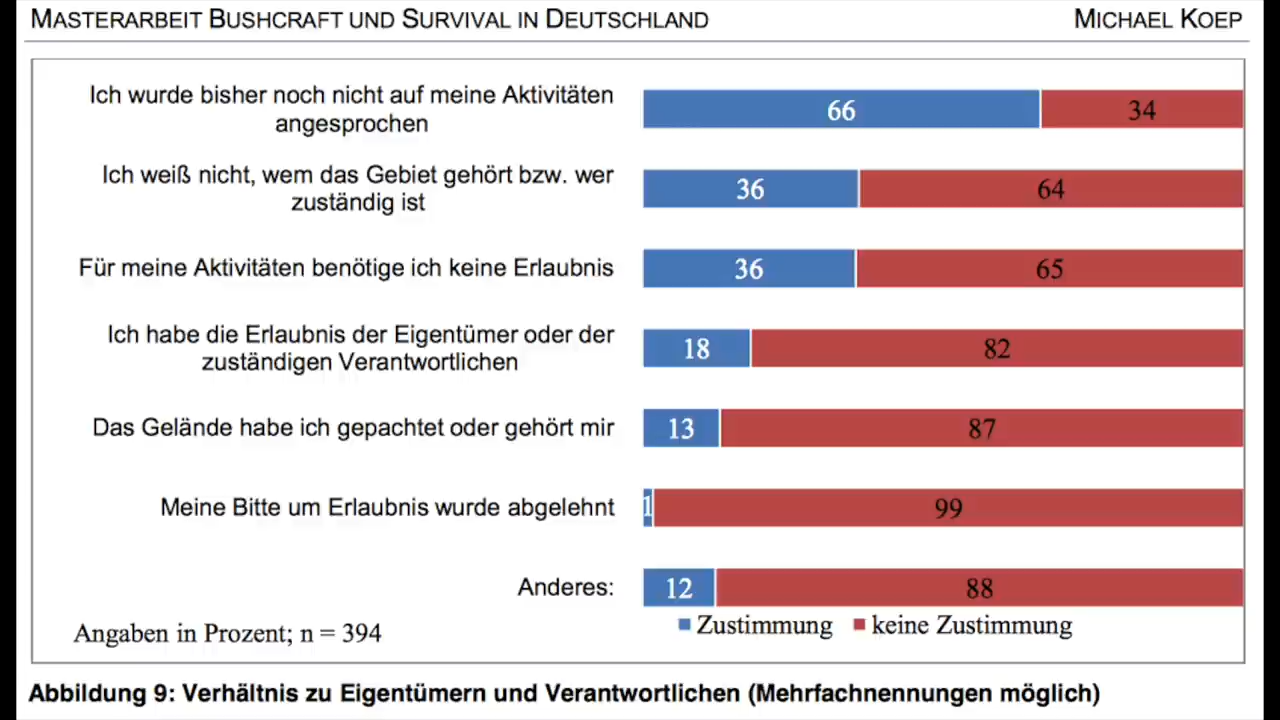 MASTERARBEIT BUSHCRAFT UND SURVIVAL IN DEUTSCHLAND MICHAEL KOEP
Ich wurde bisher noch nicht auf meine Aktivitäten
angesprochen
66 34
Ich weiß nicht, wem das Gebiet gehört bzw. wer
zuständig ist
36 64
Für meine Aktivitäten benötige ich keine Erlaubnis
36 65
Ich habe die Erlaubnis der Eigentümer oder der
zuständigen Verantwortlichen
18 82
Das Gelände habe ich gepachtet oder gehört mir
13 87
Meine Bitte um Erlaubnis wurde abgelehnt
1 99
Anderes:
12 88
Angaben in Prozent; n = 394
Zustimmung keine Zustimmung
Abbildung 9: Verhältnis zu Eigentümern und Verantwortlichen (Mehrfachnennungen möglich)